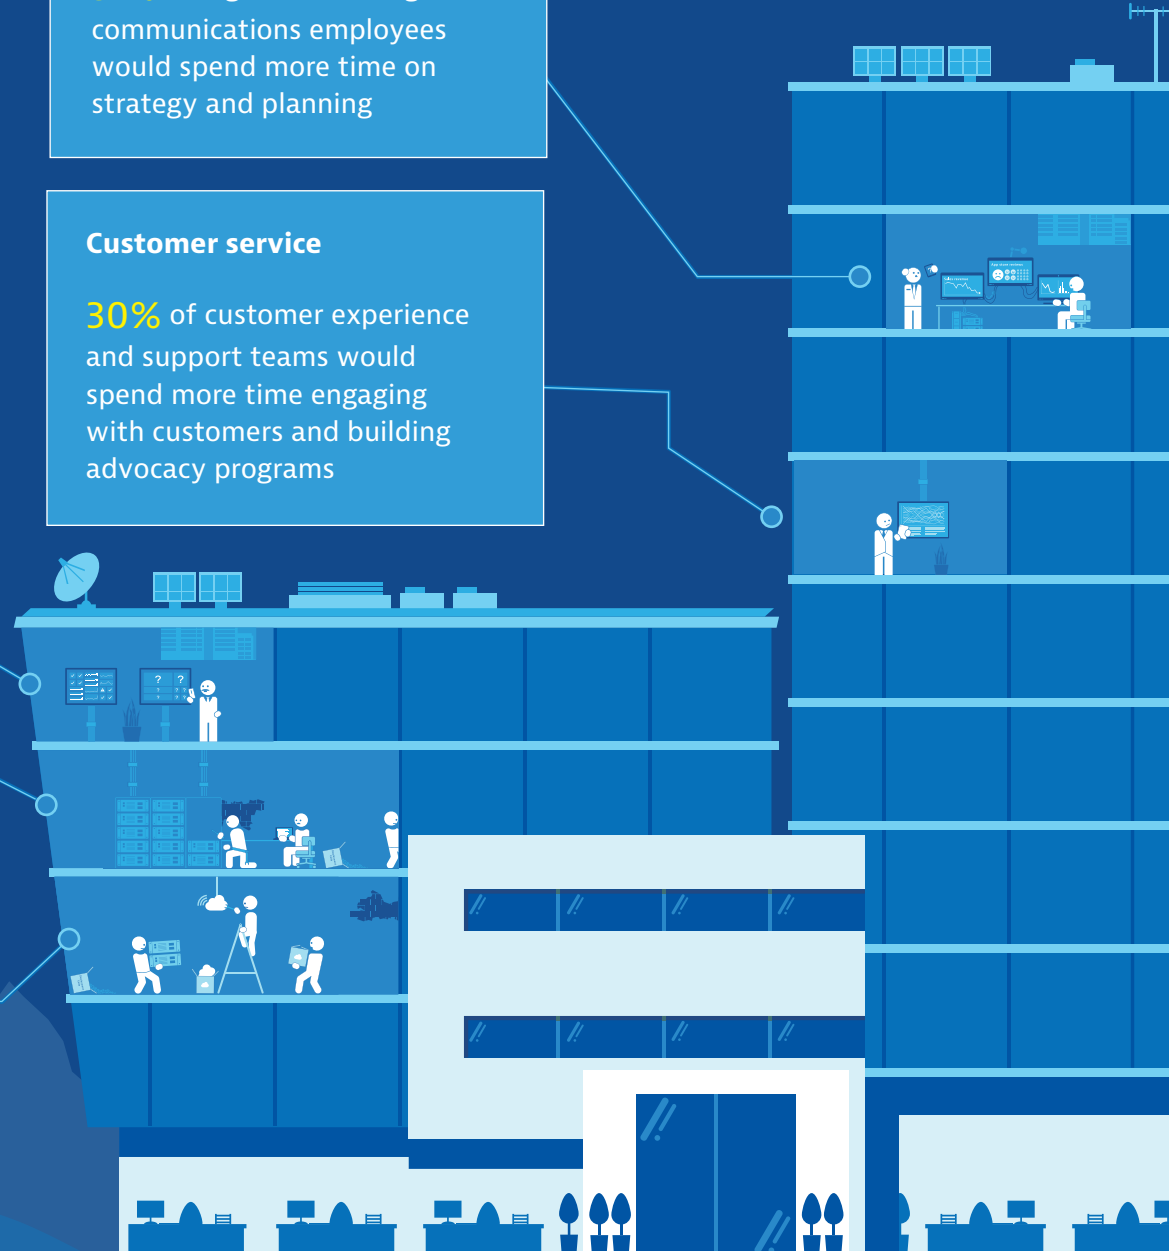 communications employees
would spend more time on
strategy and planning
Customer service
30% of customer experience
and support teams would
spend more time engaging
with customers and building
advocacy programs
? ?
? ? ?
? ? ?